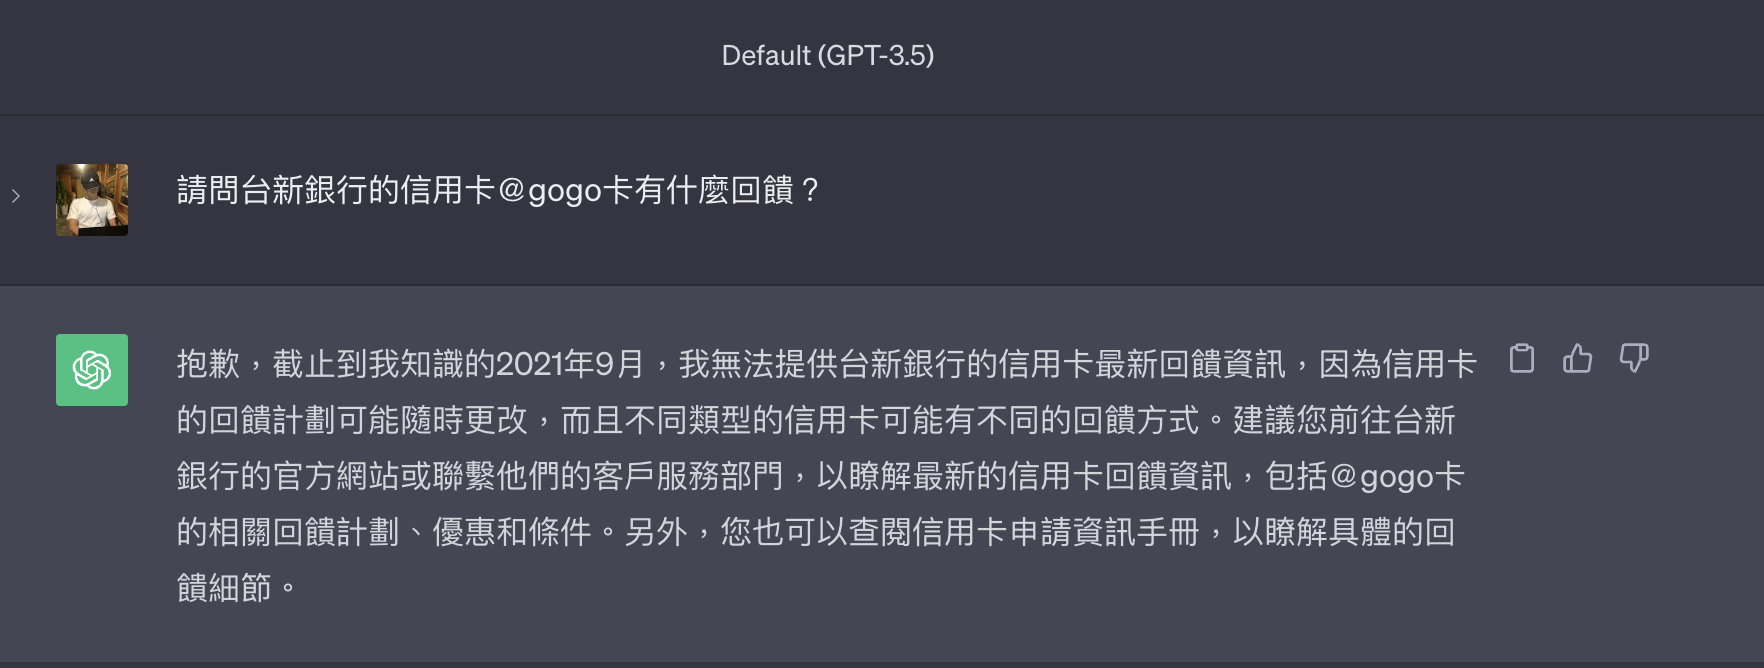 Default (GPT-3.5)
請問台新銀行的信用卡@gogo卡有什麼回饋？
抱歉，截止到我知識的2021年9月，我無法提供台新銀行的信用卡最新回饋資訊，因為信用卡
的回饋計劃可能隨時更改，而且不同類型的信用卡可能有不同的回饋方式。建議您前往台新
銀行的官方網站或聯繫他們的客戶服務部門，以瞭解最新的信用卡回饋資訊，包括@gogo卡
的相關回饋計劃、優惠和條件。另外，您也可以查閱信用卡申請資訊手冊，以瞭解具體的回
饋細節。